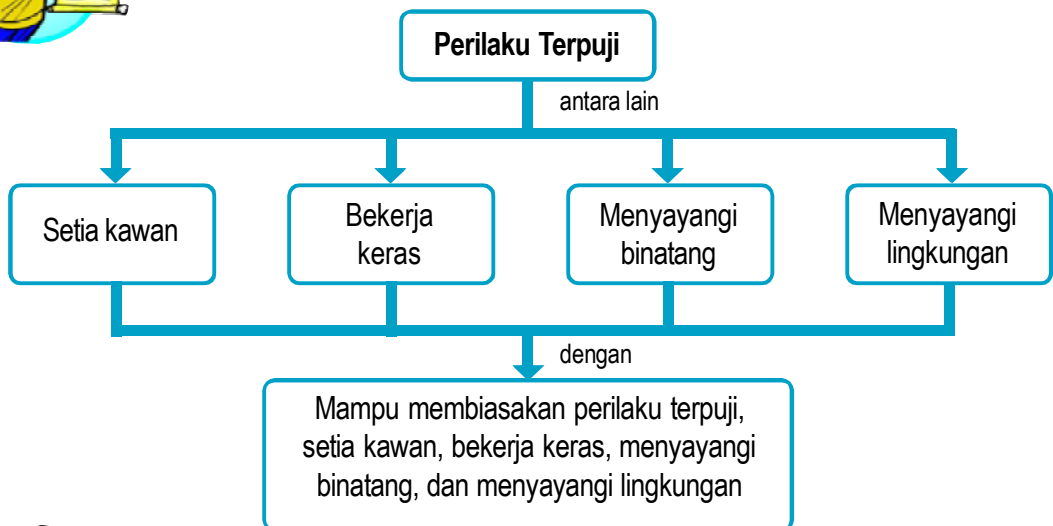 Perilaku Terpuji
antara lain
Setia kawan
Bekerja
keras
Menyayangi
binatang
Menyayangi
lingkungan
dengan
Mampu membiasakan perilaku terpuji,
setia kawan, bekerja keras, menyayangi
binatang, dan menyayangi lingkungan